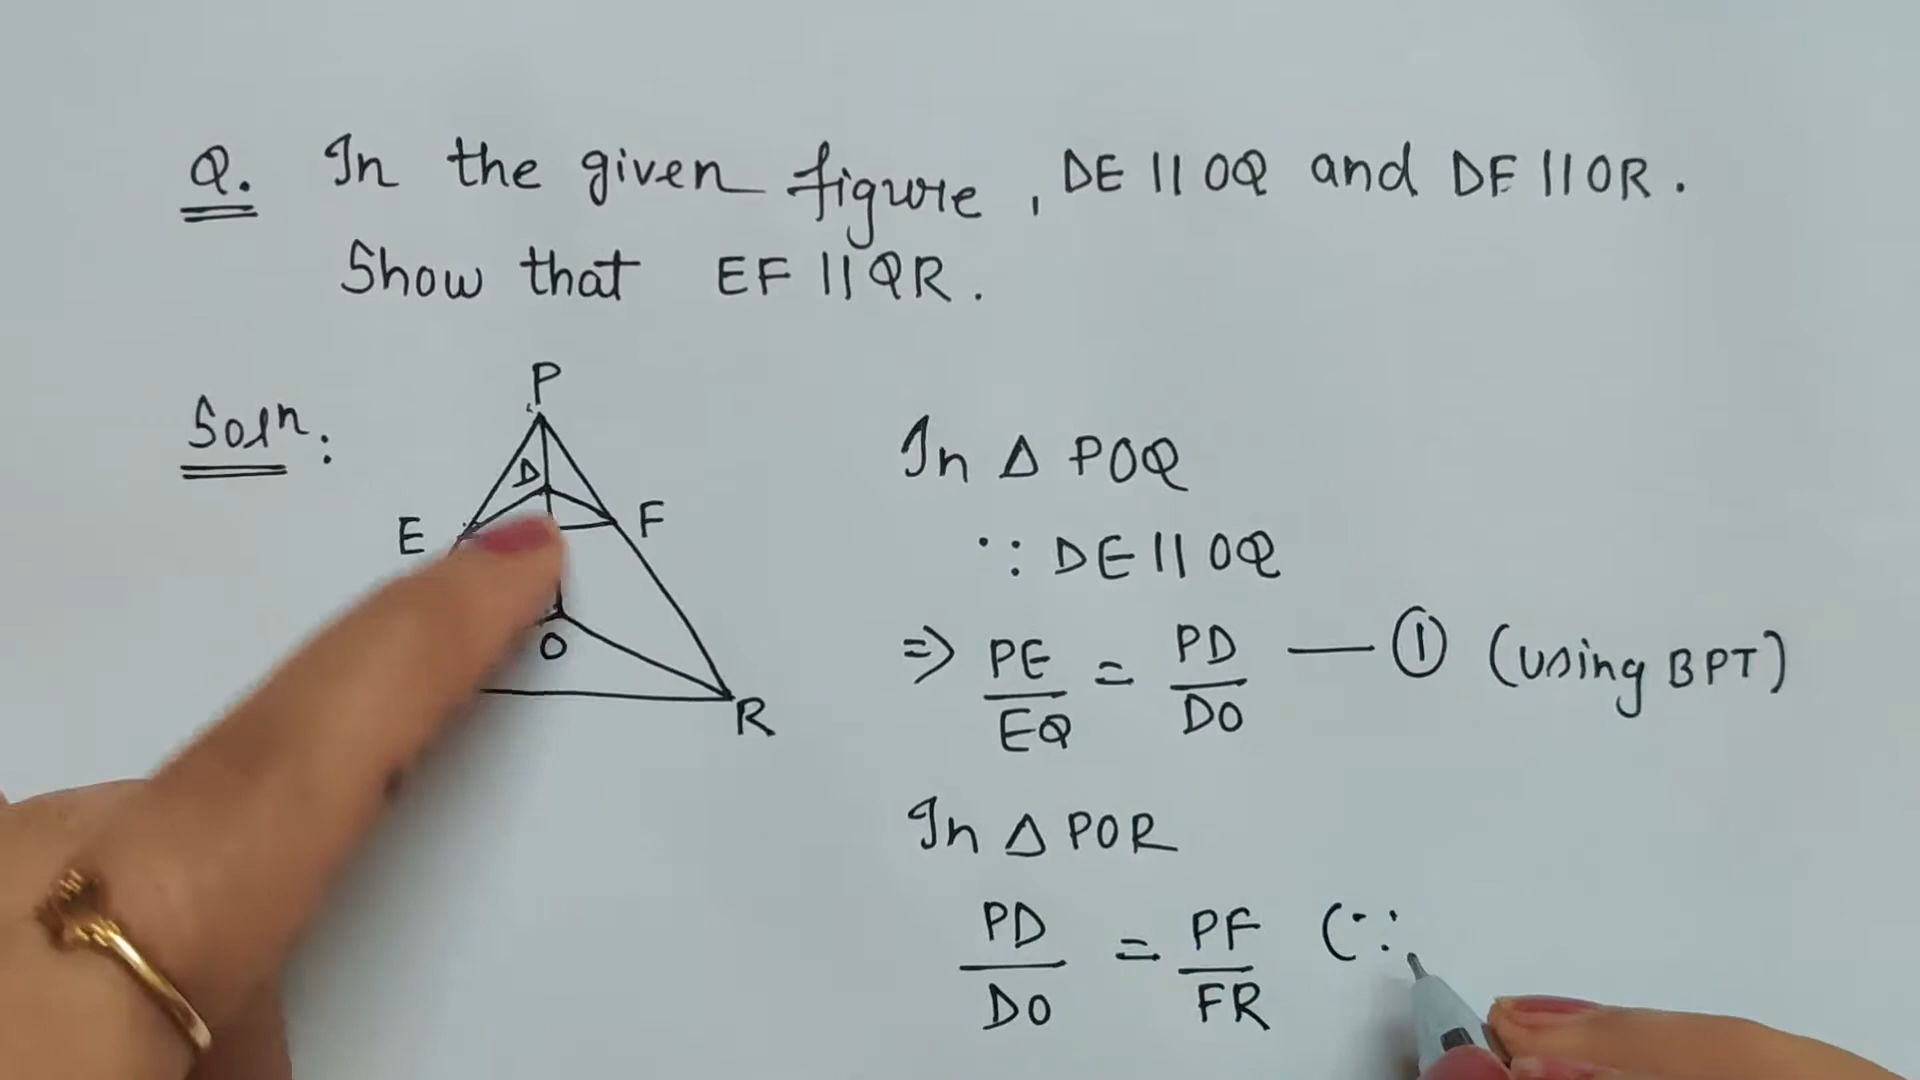 Q. In the given figure, DE || OQ and DF || OR.
Show that EF || QR.
Soln:
P
D
E
F
O
R
In Δ POQ
∵ DE || OQ
⇒ PE/EQ = PD/DO — ① (using BPT)
In Δ POR
PD/DO = PF/FR (∵